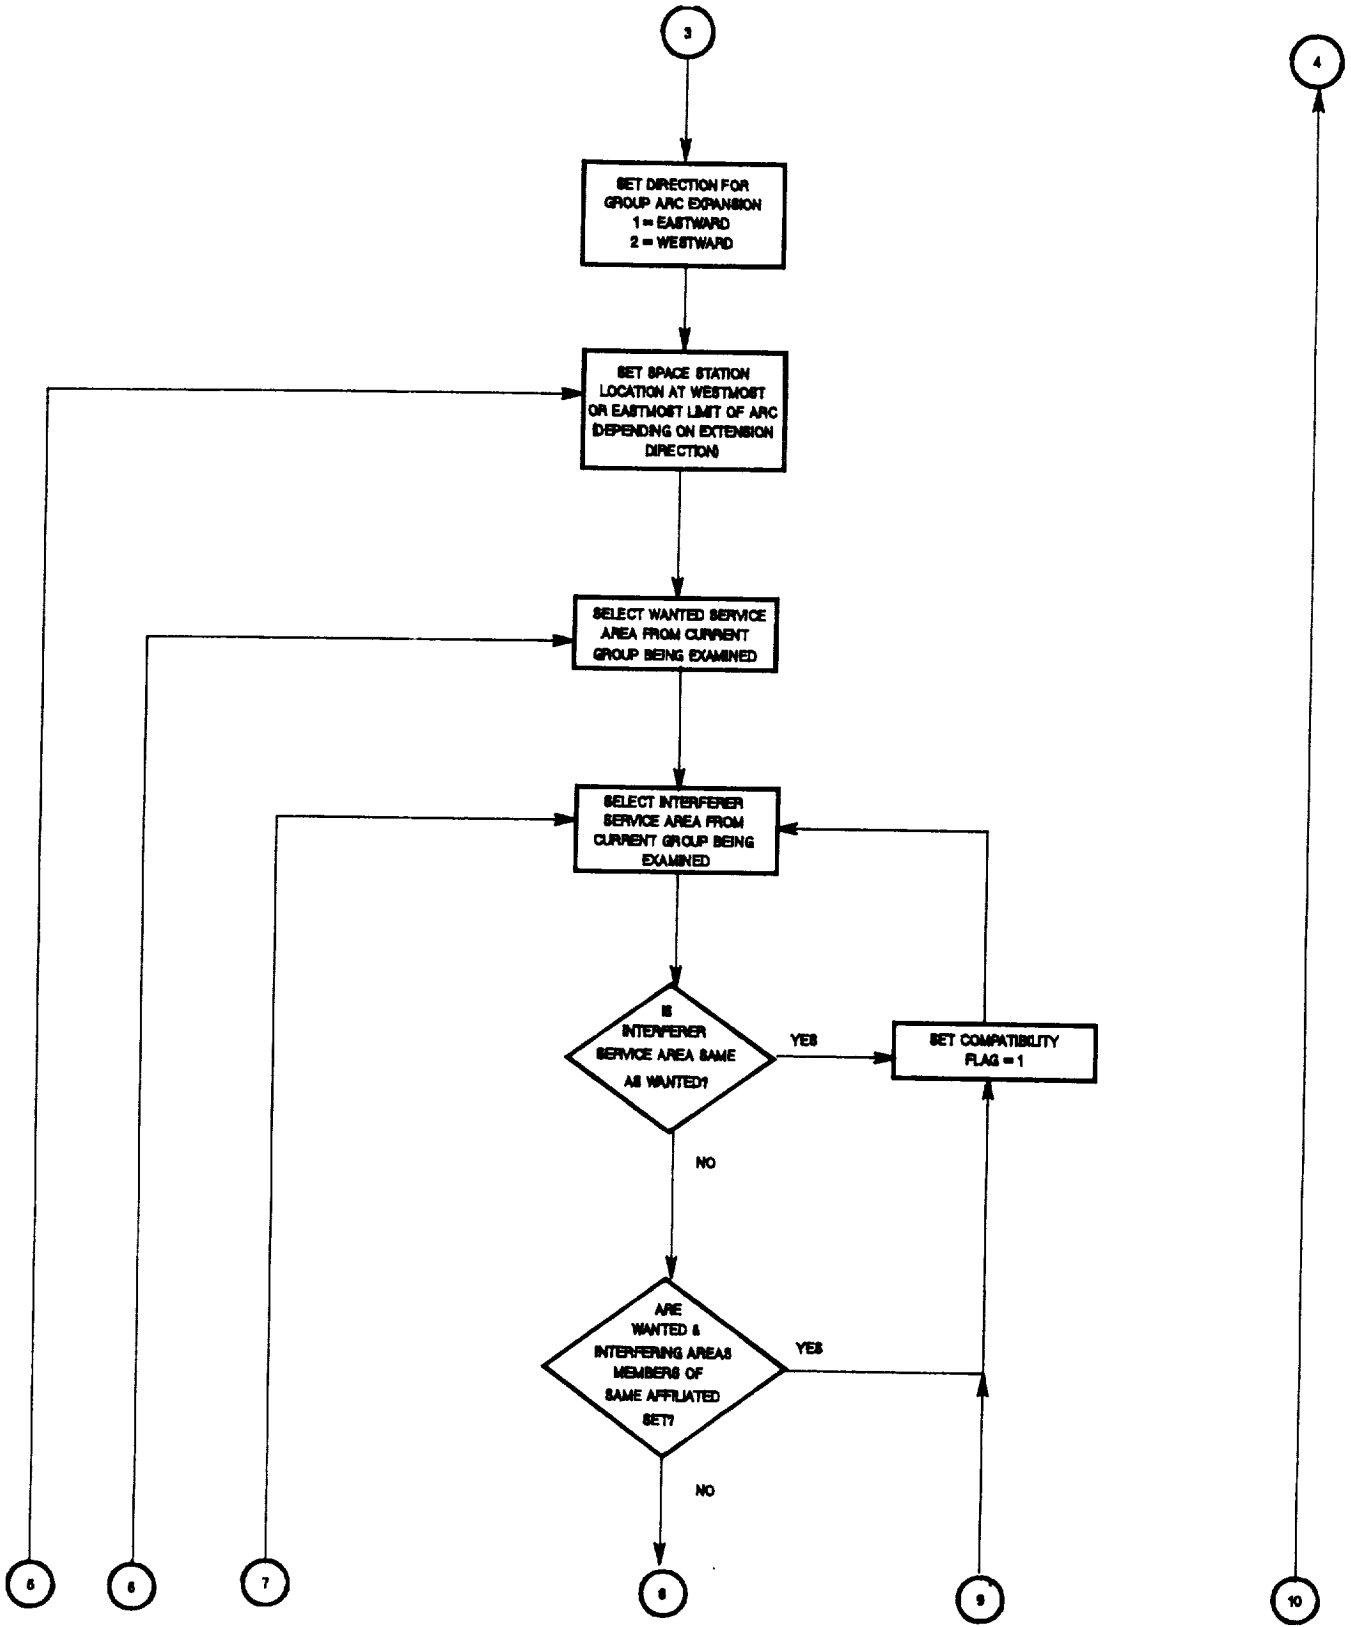 3
4
SET DIRECTION FOR
GROUP ARC EXPANSION
1 = EASTWARD
2 = WESTWARD
SET SPACE STATION
LOCATION AT WESTMOST
OR EASTMOST LIMIT OF ARC
(DEPENDING ON EXTENSION
DIRECTION)
SELECT WANTED SERVICE
AREA FROM CURRENT
GROUP BEING EXAMINED
SELECT INTERFERER
SERVICE AREA FROM
CURRENT GROUP BEING
EXAMINED
IS
INTERFERER
SERVICE AREA SAME
AS WANTED?
YES
SET COMPATIBILITY
FLAG = 1
NO
ARE
WANTED &
INTERFERING AREAS
MEMBERS OF
SAME AFFILIATED
SET?
YES
NO
5
6
7
8
9
10